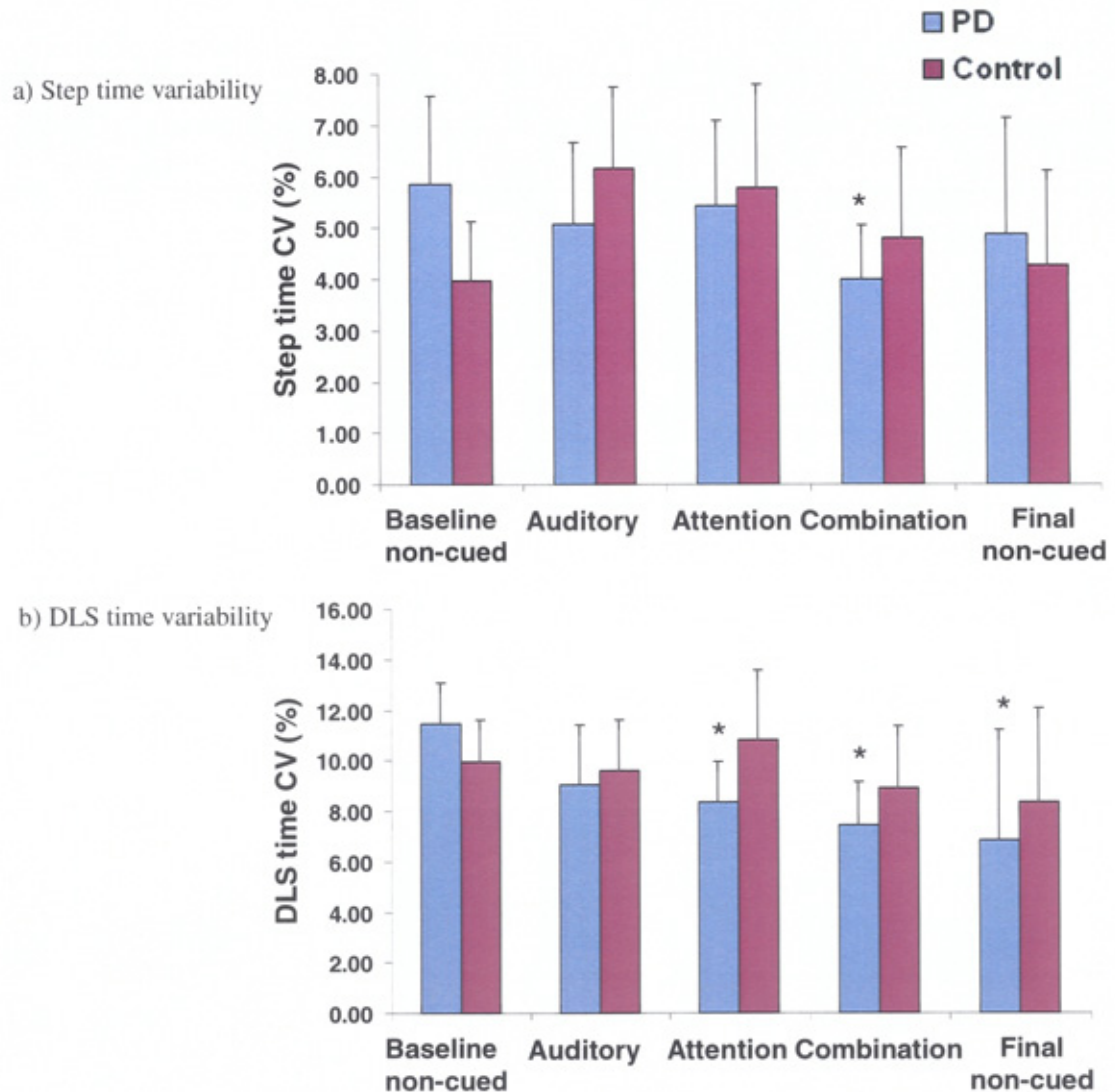 PD
Control
a) Step time variability
Step time CV (%)
8.00
7.00
6.00
5.00
4.00
3.00
2.00
1.00
0.00
*
Baseline non-cued
Auditory
Attention
Combination
Final non-cued
b) DLS time variability
DLS time CV (%)
16.00
14.00
12.00
10.00
8.00
6.00
4.00
2.00
0.00
*
*
*
Baseline non-cued
Auditory
Attention
Combination
Final non-cued